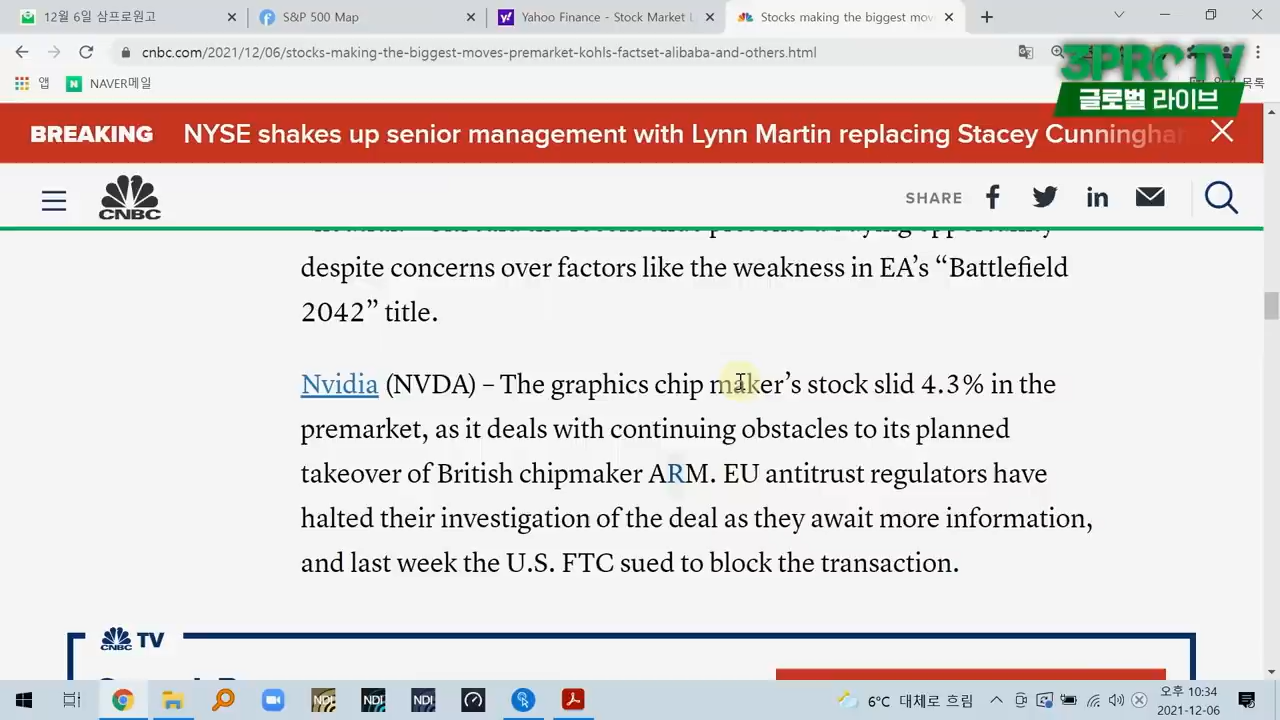 12월 6일 삼프로원고
S&P 500 Map
Yahoo Finance - Stock Market L
Stocks making the biggest mov
cnbc.com/2021/12/06/stocks-making-the-biggest-moves-premarket-kohls-factset-alibaba-and-others.html
3PROTV
앱
NAVER메일
목록
글로벌 라이브
BREAKING NYSE shakes up senior management with Lynn Martin replacing Stacey Cunningham
CNBC
SHARE
despite concerns over factors like the weakness in EA’s “Battlefield
2042” title.
Nvidia (NVDA) – The graphics chip maker’s stock slid 4.3% in the
premarket, as it deals with continuing obstacles to its planned
takeover of British chipmaker ARM. EU antitrust regulators have
halted their investigation of the deal as they await more information,
and last week the U.S. FTC sued to block the transaction.
CNBC TV
NDI
NDI
NDI
6°C 대체로 흐림
오후 10:34
2021-12-06